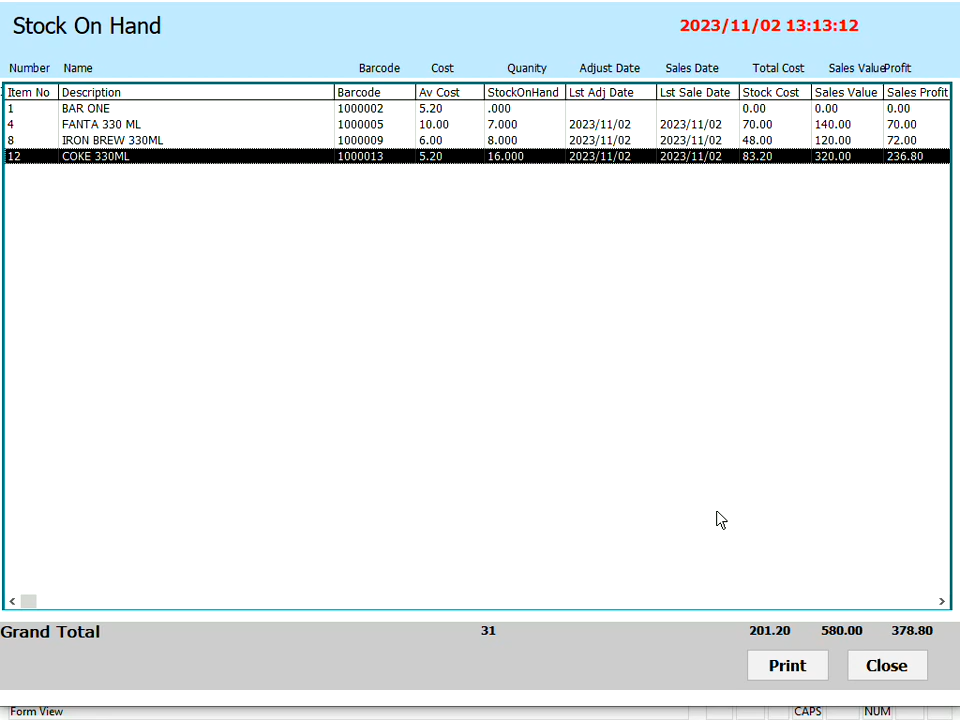 Stock On Hand 2023/11/02 13:13:12
Number Name Barcode Cost Quanity Adjust Date Sales Date Total Cost Sales Value Profit
Item No Description Barcode Av Cost StockOnHand Lst Adj Date Lst Sale Date Stock Cost Sales Value Sales Profit
1 BAR ONE 1000002 5.20 .000 0.00 0.00 0.00
4 FANTA 330 ML 1000005 10.00 7.000 2023/11/02 2023/11/02 70.00 140.00 70.00
8 IRON BREW 330ML 1000009 6.00 8.000 2023/11/02 2023/11/02 48.00 120.00 72.00
12 COKE 330ML 1000013 5.20 16.000 2023/11/02 2023/11/02 83.20 320.00 236.80
Grand Total 31 201.20 580.00 378.80
Print Close
Form View CAPS NUM